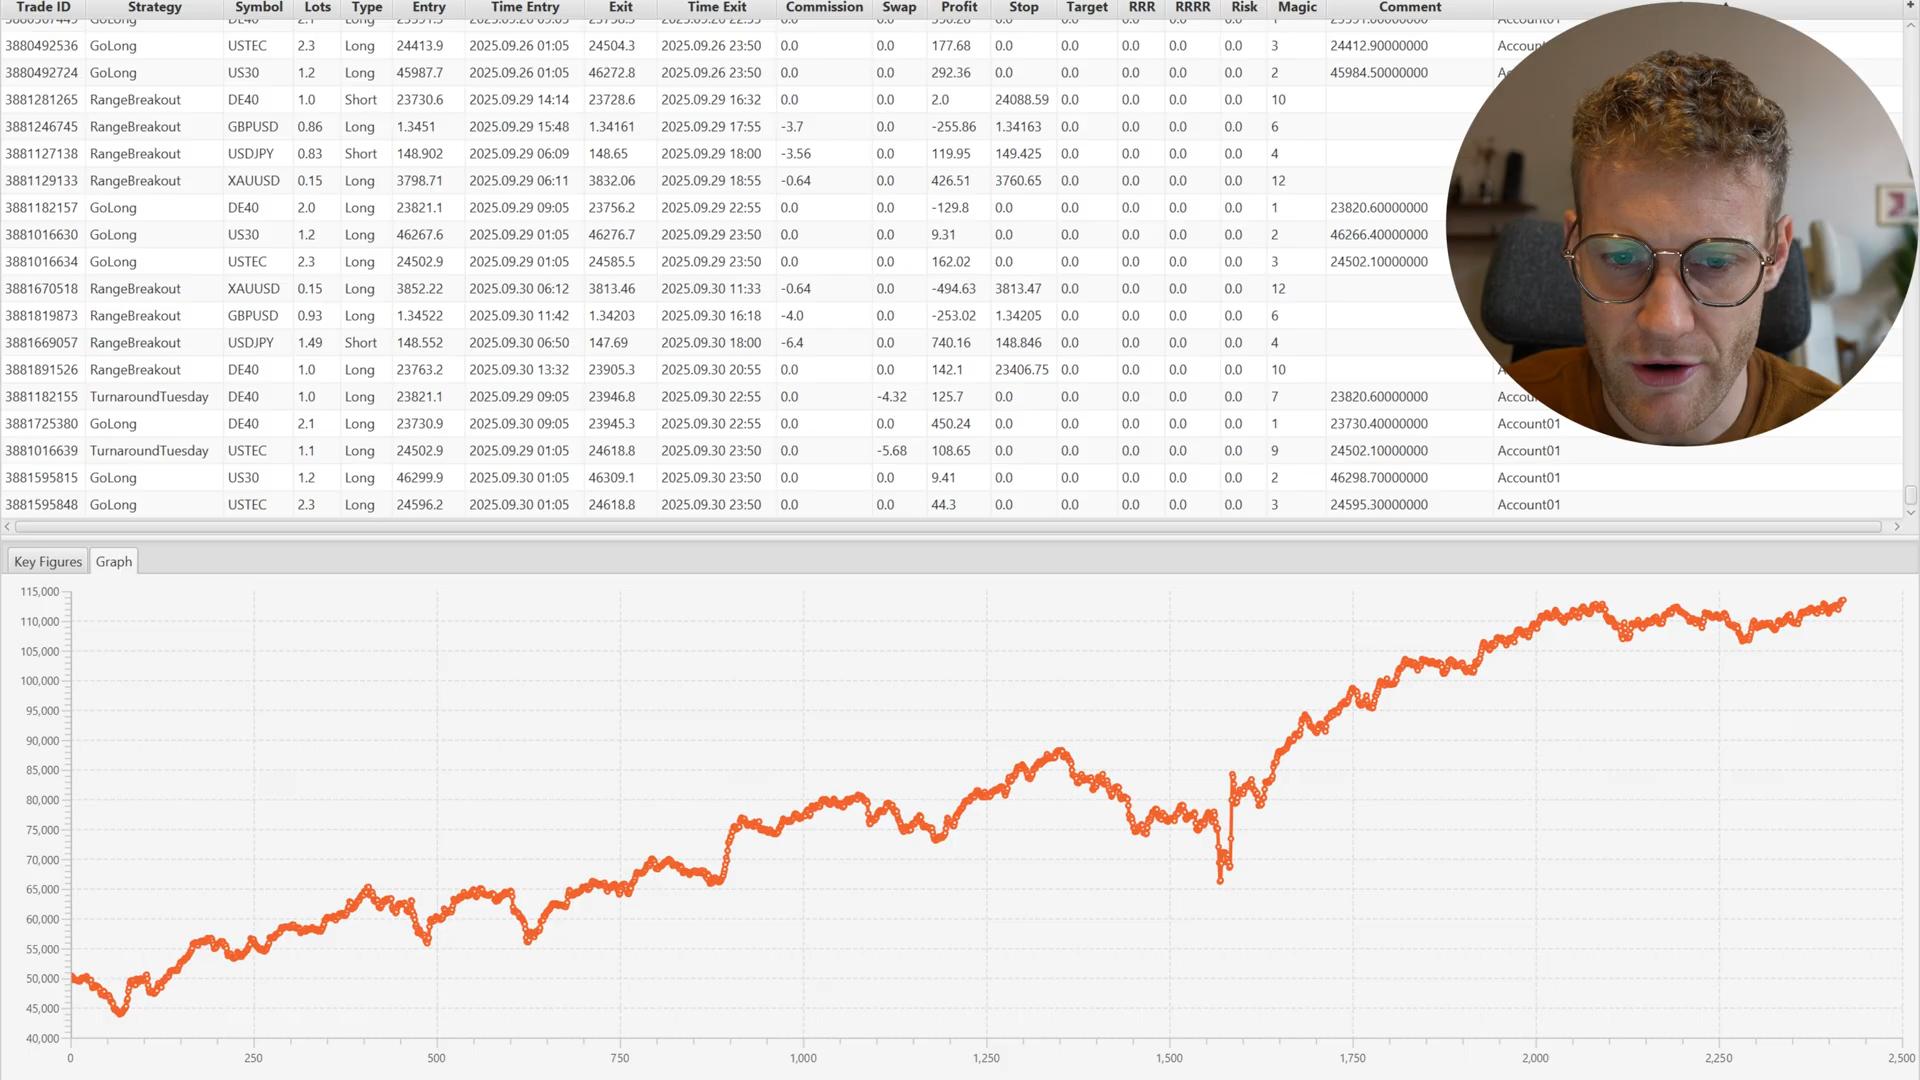 Trade ID Strategy Symbol Lots Type Entry Time Entry Exit Time Exit Commission Swap Profit Stop Target RRR RRRR Risk Magic Comment
3880492536 GoLong USTEC 2.3 Long 24413.9 2025.09.26 01:05 24504.3 2025.09.26 23:50 0.0 0.0 177.68 0.0 0.0 0.0 0.0 0.0 3 24412.90000000
3880492724 GoLong US30 1.2 Long 45987.7 2025.09.26 01:05 46272.8 2025.09.26 23:50 0.0 0.0 292.36 0.0 0.0 0.0 0.0 0.0 2 45984.50000000
3881281265 RangeBreakout DE40 1.0 Short 23730.6 2025.09.29 14:14 23728.6 2025.09.29 16:32 0.0 0.0 2.0 24088.59 0.0 0.0 0.0 0.0 10
3881246745 RangeBreakout GBPUSD 0.86 Long 1.3451 2025.09.29 15:48 1.34161 2025.09.29 17:55 -3.7 0.0 -255.86 1.34163 0.0 0.0 0.0 0.0 6
3881127138 RangeBreakout USDJPY 0.83 Short 148.902 2025.09.29 06:09 148.65 2025.09.29 18:00 -3.56 0.0 119.95 149.425 0.0 0.0 0.0 0.0 4
3881129133 RangeBreakout XAUUSD 0.15 Long 3798.71 2025.09.29 06:11 3832.06 2025.09.29 18:55 -0.64 0.0 426.51 3760.65 0.0 0.0 0.0 0.0 12
3881182157 GoLong DE40 2.0 Long 23821.1 2025.09.29 09:05 23756.2 2025.09.29 22:55 0.0 0.0 -129.8 0.0 0.0 0.0 0.0 0.0 1 23820.60000000
3881016630 GoLong US30 1.2 Long 46267.6 2025.09.29 01:05 46276.7 2025.09.29 23:50 0.0 0.0 9.31 0.0 0.0 0.0 0.0 0.0 2 46266.40000000
3881016634 GoLong USTEC 2.3 Long 24502.9 2025.09.29 01:05 24585.5 2025.09.29 23:50 0.0 0.0 162.02 0.0 0.0 0.0 0.0 0.0 3 24502.10000000
3881670518 RangeBreakout XAUUSD 0.15 Long 3852.22 2025.09.30 06:12 3813.46 2025.09.30 11:33 -0.64 0.0 -494.63 3813.47 0.0 0.0 0.0 0.0 12
3881819873 RangeBreakout GBPUSD 0.93 Long 1.34522 2025.09.30 11:42 1.34203 2025.09.30 16:18 -4.0 0.0 -253.02 1.34205 0.0 0.0 0.0 0.0 6
3881669057 RangeBreakout USDJPY 1.49 Short 148.552 2025.09.30 06:50 147.69 2025.09.30 18:00 -6.4 0.0 740.16 148.846 0.0 0.0 0.0 0.0 4
3881891526 RangeBreakout DE40 1.0 Long 23763.2 2025.09.30 13:32 23905.3 2025.09.30 20:55 0.0 0.0 142.1 23406.75 0.0 0.0 0.0 0.0 10
3881182155 TurnaroundTuesday DE40 1.0 Long 23821.1 2025.09.29 09:05 23946.8 2025.09.30 22:55 0.0 -4.32 125.7 0.0 0.0 0.0 0.0 0.0 7 23820.60000000
3881725380 GoLong DE40 2.1 Long 23730.9 2025.09.30 09:05 23945.3 2025.09.30 22:55 0.0 0.0 450.24 0.0 0.0 0.0 0.0 0.0 1 23730.40000000 Account01
3881016639 TurnaroundTuesday USTEC 1.1 Long 24502.9 2025.09.29 01:05 24618.8 2025.09.30 23:50 0.0 -5.68 108.65 0.0 0.0 0.0 0.0 0.0 9 24502.10000000 Account01
3881595815 GoLong US30 1.2 Long 46299.9 2025.09.30 01:05 46309.1 2025.09.30 23:50 0.0 0.0 9.41 0.0 0.0 0.0 0.0 0.0 2 46298.70000000 Account01
3881595848 GoLong USTEC 2.3 Long 24596.2 2025.09.30 01:05 24618.8 2025.09.30 23:50 0.0 0.0 44.3 0.0 0.0 0.0 0.0 0.0 3 24595.30000000 Account01
Key Figures Graph
115,000
110,000
105,000
100,000
95,000
90,000
85,000
80,000
75,000
70,000
65,000
60,000
55,000
50,000
45,000
40,000
0 250 500 750 1,000 1,250 1,500 1,750 2,000 2,250 2,500